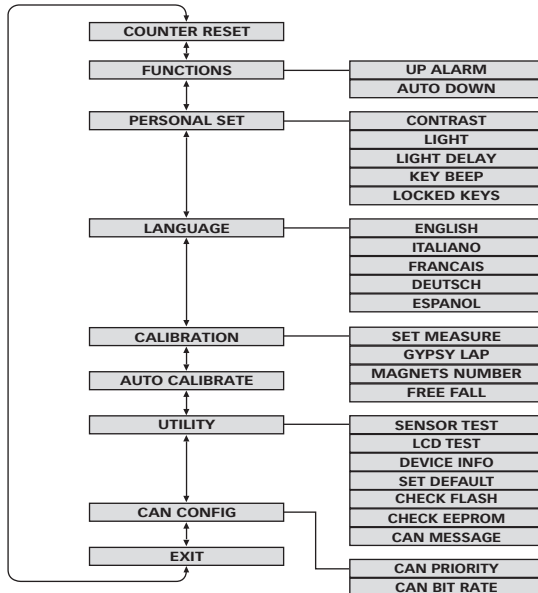 COUNTER RESET
FUNCTIONS
UP ALARM
AUTO DOWN
PERSONAL SET
CONTRAST
LIGHT
LIGHT DELAY
KEY BEEP
LOCKED KEYS
LANGUAGE
ENGLISH
ITALIANO
FRANCAIS
DEUTSCH
ESPANOL
CALIBRATION
SET MEASURE
GYPSY LAP
MAGNETS NUMBER
FREE FALL
AUTO CALIBRATE
UTILITY
SENSOR TEST
LCD TEST
DEVICE INFO
SET DEFAULT
CHECK FLASH
CHECK EEPROM
CAN MESSAGE
CAN CONFIG
CAN PRIORITY
CAN BIT RATE
EXIT